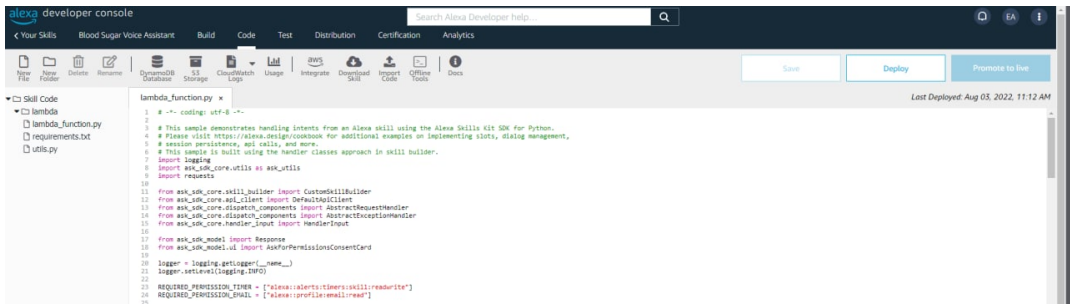 alexa developer console
Search Alexa Developer help...
EA
< Your Skills Blood Sugar Voice Assistant Build Code Test Distribution Certification Analytics
New File New Folder Delete Rename DynamoDB Database S3 Storage CloudWatch Logs Usage aws Integrate Download Skill Import Code Offline Tools Docs Save Deploy Promote to live
Skill Code
lambda
lambda_function.py
requirements.txt
utils.py
lambda_function.py ×
Last Deployed: Aug 03, 2022, 11:12 AM
1 # -*- coding: utf-8 -*-
2
3 # This sample demonstrates handling intents from an Alexa skill using the Alexa Skills Kit SDK for Python.
4 # Please visit https://alexa.design/cookbook for additional examples on implementing slots, dialog management,
5 # session persistence, api calls, and more.
6 # This sample is built using the handler classes approach in skill builder.
7 import logging
8 import ask_sdk_core.utils as ask_utils
9 import requests
10
11 from ask_sdk_core.skill_builder import CustomSkillBuilder
12 from ask_sdk_core.api_client import DefaultApiClient
13 from ask_sdk_core.dispatch_components import AbstractRequestHandler
14 from ask_sdk_core.dispatch_components import AbstractExceptionHandler
15 from ask_sdk_core.handler_input import HandlerInput
16
17 from ask_sdk_model import Response
18 from ask_sdk_model.ui import AskForPermissionsConsentCard
19
20 logger = logging.getLogger(__name__)
21 logger.setLevel(logging.INFO)
22
23 REQUIRED_PERMISSION_TIMER = ["alexa::alerts:timers:skill:readwrite"]
24 REQUIRED_PERMISSION_EMAIL = ["alexa::profile:email:read"]
25